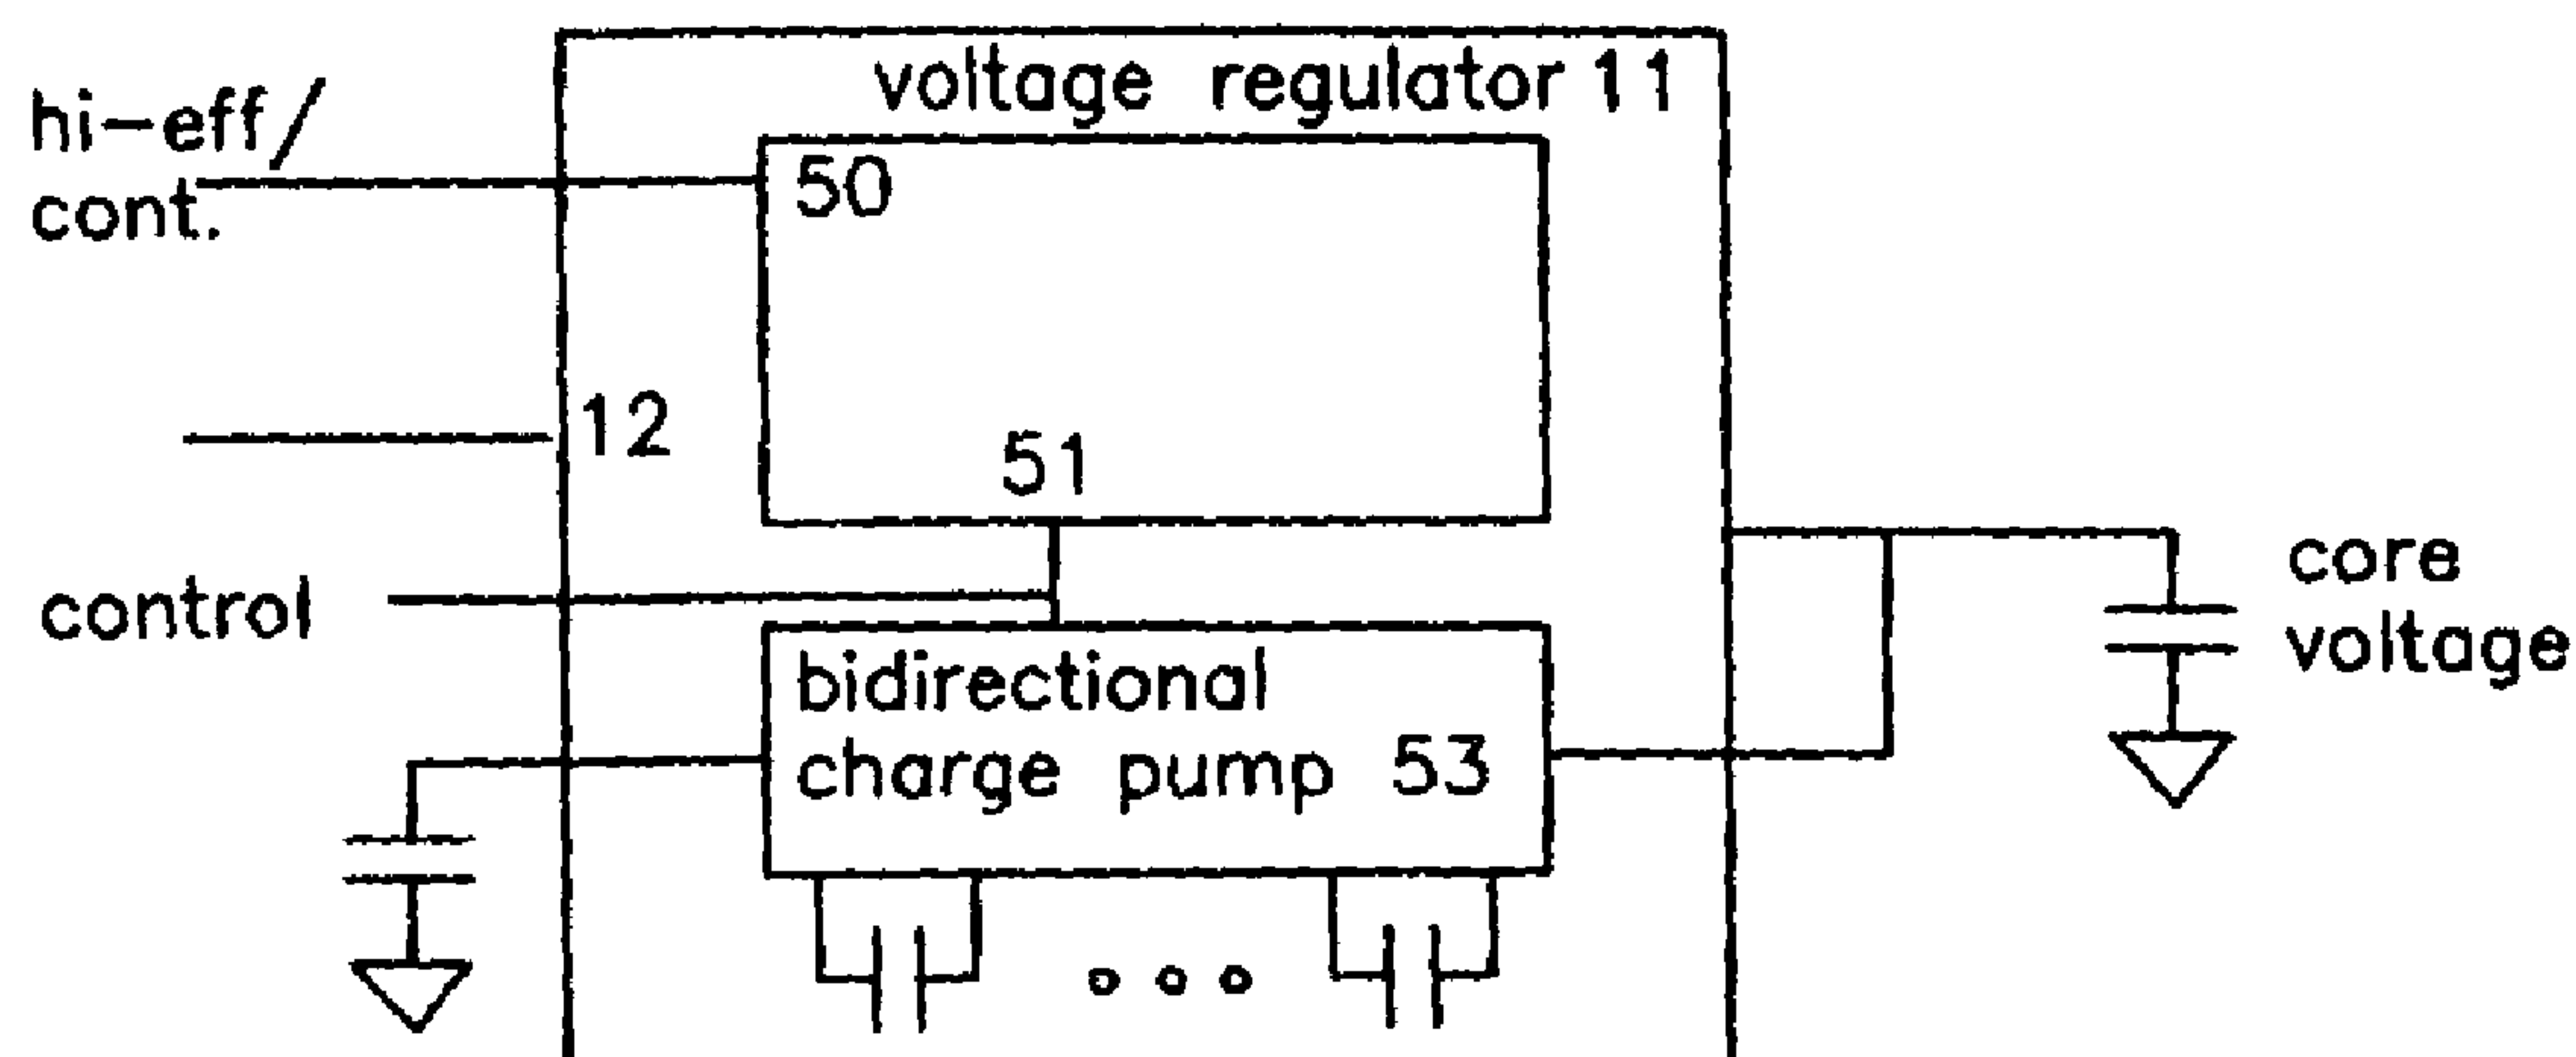 voltage regulator 11
hi-eff/
cont.
50
12
51
control
core
voltage
bidirectional
charge pump 53